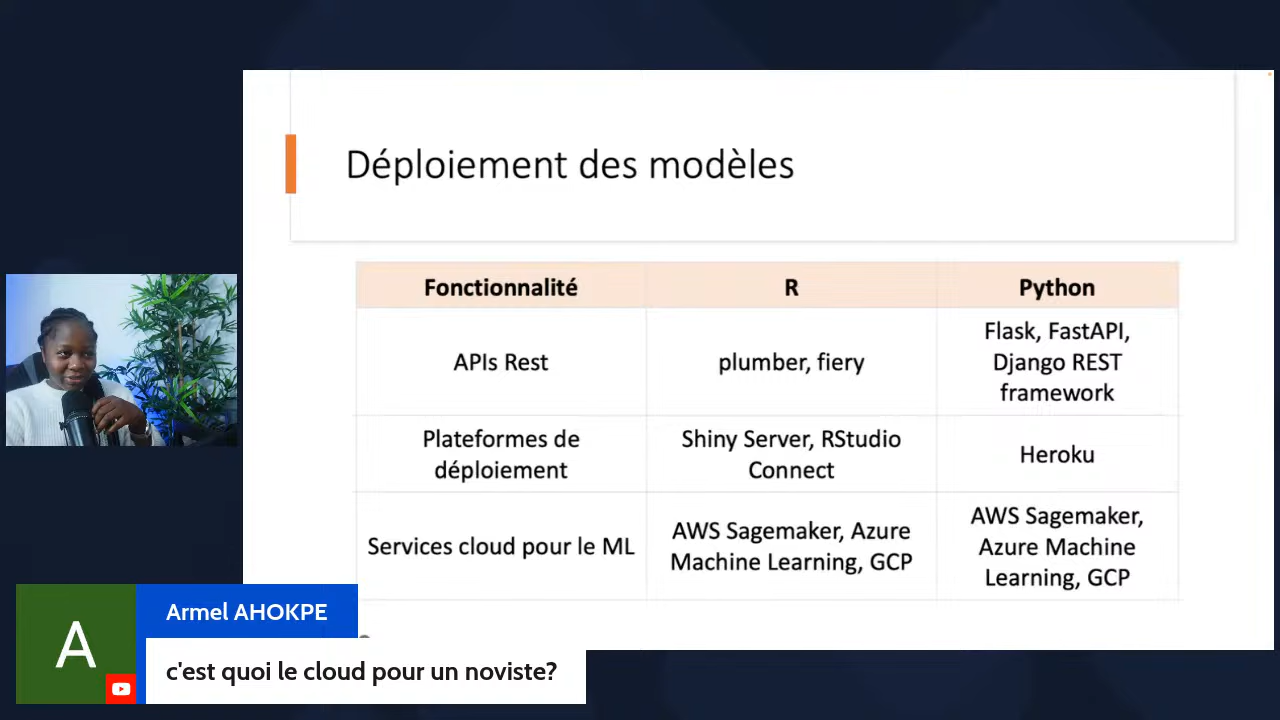 Déploiement des modèles
Fonctionnalité
R
Python
APIs Rest
plumber, fiery
Flask, FastAPI,
Django REST
framework
Plateformes de
déploiement
Shiny Server, RStudio
Connect
Heroku
Services cloud pour le ML
AWS Sagemaker, Azure
Machine Learning, GCP
AWS Sagemaker,
Azure Machine
Learning, GCP
A
Armel AHOKPE
c'est quoi le cloud pour un noviste?